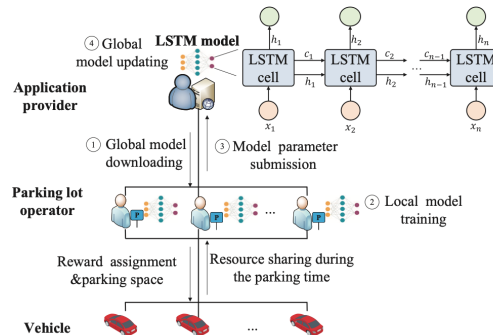 ④ Global
model updating
LSTM model
h₁
h₂
hₙ
LSTM
cell
c₁
h₁
LSTM
cell
c₂
h₂
...
cₙ₋₁
hₙ₋₁
LSTM
cell
x₁
x₂
xₙ
Application
provider
① Global model
downloading
③ Model parameter
submission
Parking lot
operator
P
P
...
P
② Local model
training
Reward assignment
&parking space
Resource sharing during
the parking time
Vehicle
...